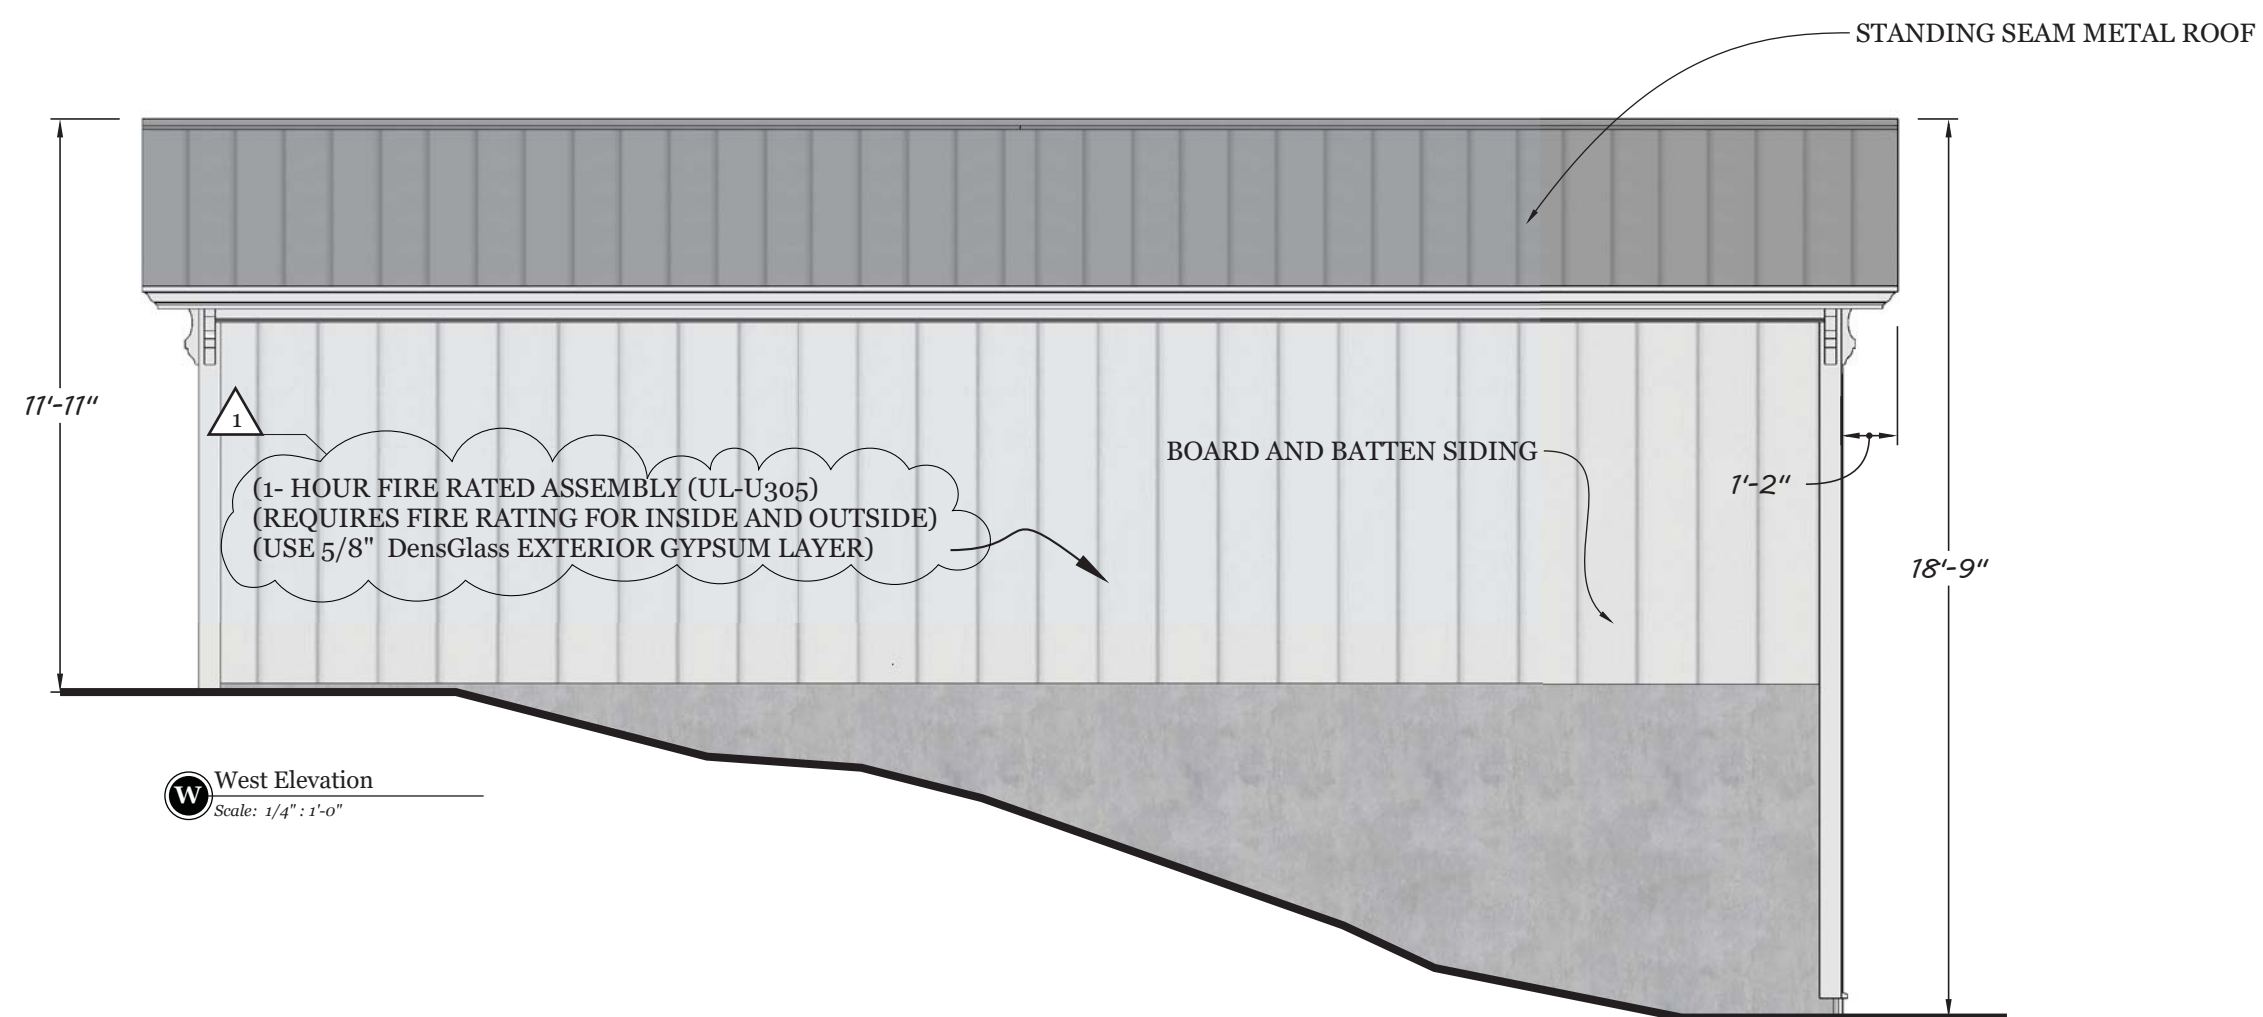 STANDING SEAM METAL ROOF
11'-11"
1
(1- HOUR FIRE RATED ASSEMBLY (UL-U305)
(REQUIRES FIRE RATING FOR INSIDE AND OUTSIDE)
(USE 5/8" DensGlass EXTERIOR GYPSUM LAYER)
BOARD AND BATTEN SIDING
1'-2"
18'-9"
W
West Elevation
Scale: 1/4" : 1'-0"